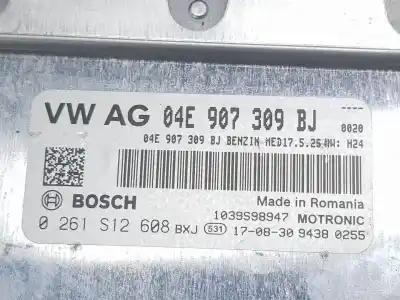 VW AG 04E 907 309 BJ 0020
04E 907 309 BJ BENZIN MED17.5.25 HW: H24
BOSCH
Made in Romania
1039S98947 MOTRONIC
0 261 S12 608 BXJ 531 17-08-30 9438 0255